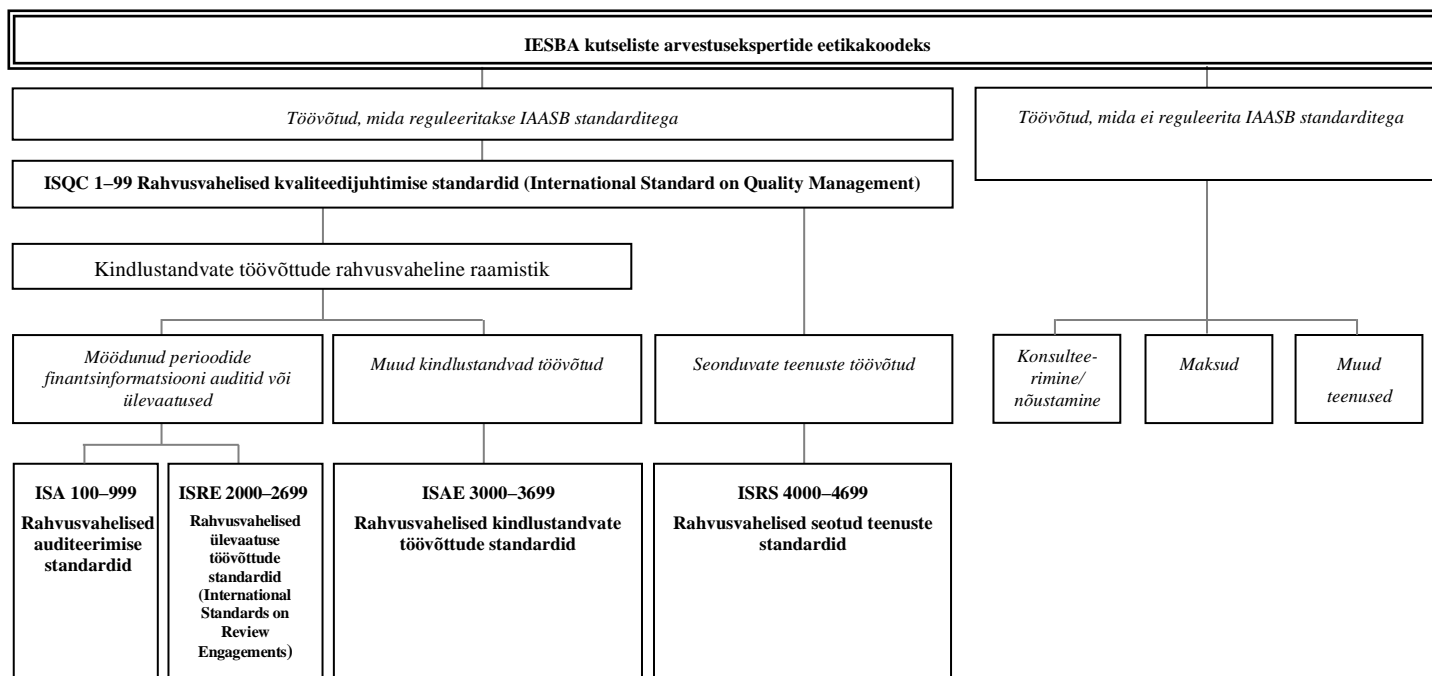 IESBA kutseliste arvestusekspertide eetikakoodeks
Töövõtud, mida reguleeritakse IAASB standarditega
Töövõtud, mida ei reguleerita IAASB standarditega
ISQC 1–99 Rahvusvahelised kvaliteedijuhtimise standardid (International Standard on Quality Management)
Kindlustandvate töövõttude rahvusvaheline raamistik
Möödunud perioodide
finantsinformatsiooni auditid või
ülevaatused
Muud kindlustandvad töövõtud
Seonduvate teenuste töövõtud
Konsultee-
rimine/
nõustamine
Maksud
Muud
teenused
ISA 100–999
Rahvusvahelised
auditeerimise
standardid
ISRE 2000–2699
Rahvusvahelised
ülevaatuse
töövõttude
standardid
(International
Standards on
Review
Engagements)
ISAE 3000–3699
Rahvusvahelised kindlustandvate
töövõttude standardid
ISRS 4000–4699
Rahvusvahelised seotud teenuste
standardid